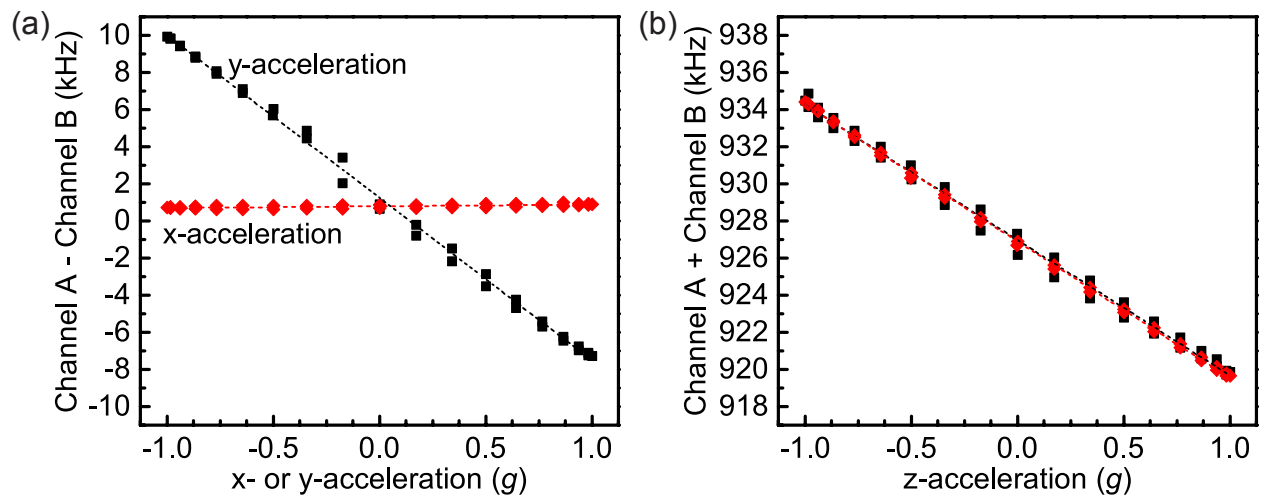 (a)
Channel A - Channel B (kHz)
10
8
6
4
2
0
-2
-4
-6
-8
-10
y-acceleration
x-acceleration
-1.0 -0.5 0.0 0.5 1.0
x- or y-acceleration (g)
(b)
Channel A + Channel B (kHz)
938
936
934
932
930
928
926
924
922
920
918
-1.0 -0.5 0.0 0.5 1.0
z-acceleration (g)